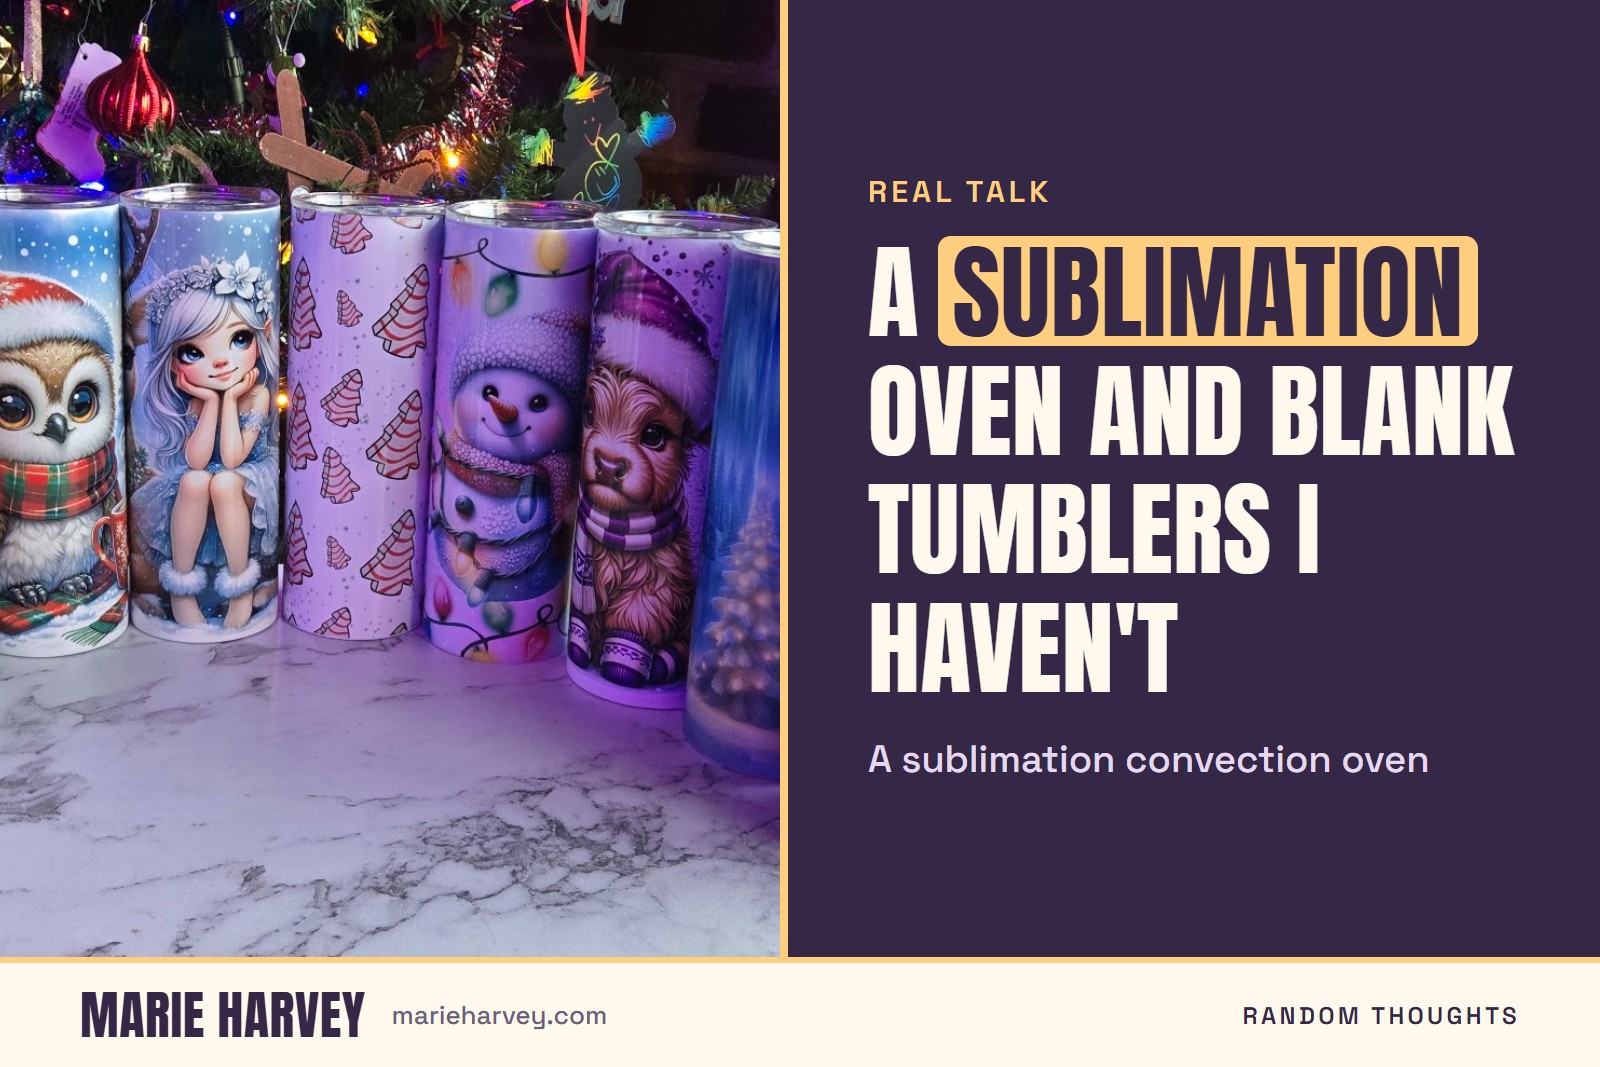 REAL TALK
A SUBLIMATION
OVEN AND BLANK
TUMBLERS I
HAVEN'T
A sublimation convection oven
MARIE HARVEY
marieharvey.com
RANDOM THOUGHTS